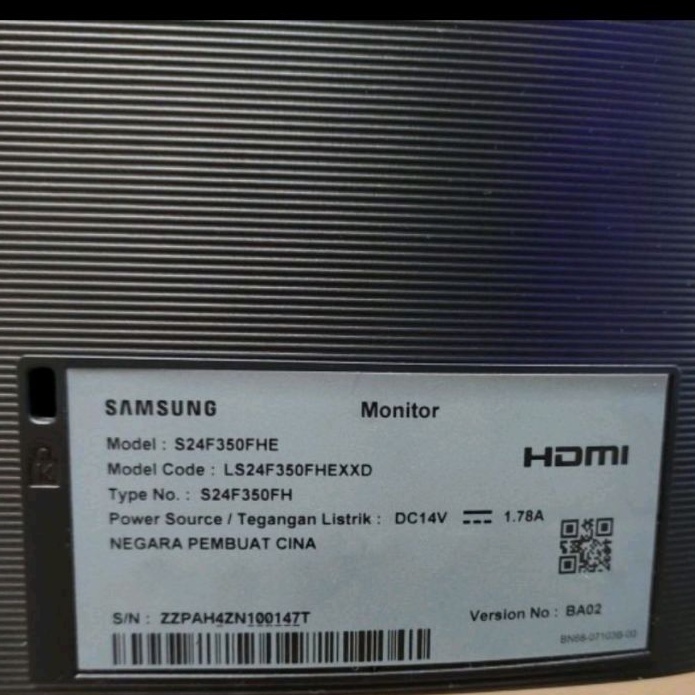 SAMSUNG Monitor
Model : S24F350FHE
HDMI
Model Code : LS24F350FHEXXD
Type No. : S24F350FH
Power Source / Tegangan Listrik : DC14V 1.78A
NEGARA PEMBUAT CINA
S/N : ZZPAH4ZN100147T
Version No : BA02